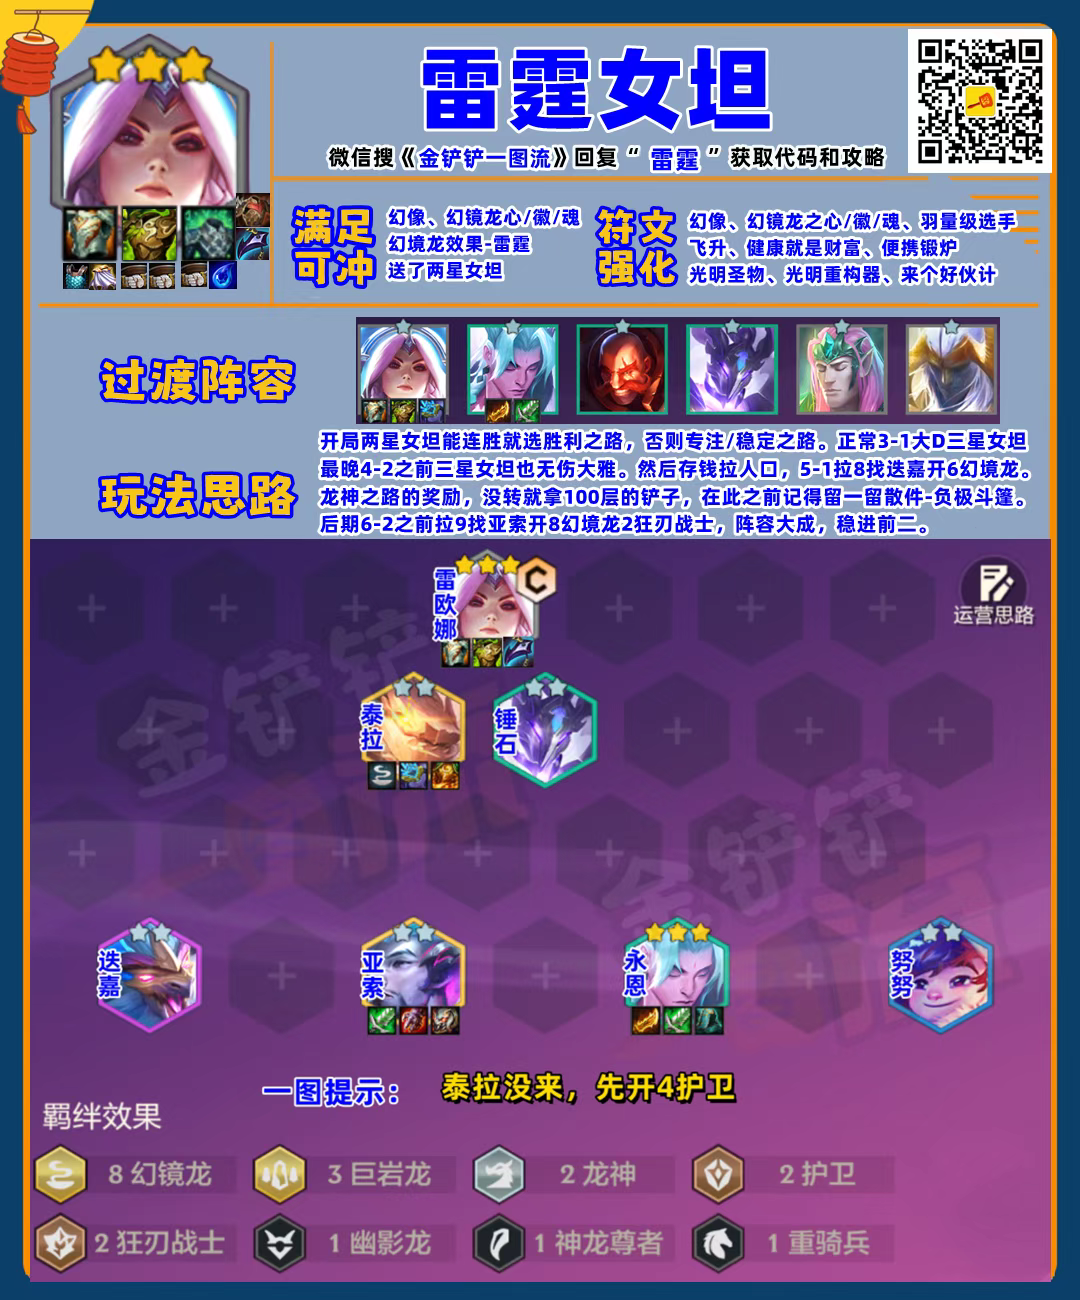 雷霆女坦
微信搜《金铲铲一图流》回复“ 雷霆 ”获取代码和攻略
满足
可冲
幻像、幻镜龙心/徽/魂
幻境龙效果-雷霆
送了两星女坦
符文
强化
幻像、幻镜龙之心/徽/魂、羽量级选手
飞升、健康就是财富、便携锻炉
光明圣物、光明重构器、来个好伙计
过渡阵容
玩法思路
开局两星女坦能连胜就选胜利之路，否则专注/稳定之路。正常3-1大D三星女坦
最晚4-2之前三星女坦也无伤大雅。然后存钱拉人口，5-1拉8找迭嘉开6幻境龙。
龙神之路的奖励，没转就拿100层的铲子，在此之前记得留一留散件-负极斗篷。
后期6-2之前拉9找亚索开8幻境龙2狂刃战士，阵容大成，稳进前二。
雷欧娜
C
运营思路
泰拉
锤石
金铲铲
金铲铲
迭嘉
亚索
永恩
努努
一图提示：
泰拉没来，先开4护卫
羁绊效果
8 幻镜龙
3 巨岩龙
2 龙神
2 护卫
2 狂刃战士
1 幽影龙
1 神龙尊者
1 重骑兵